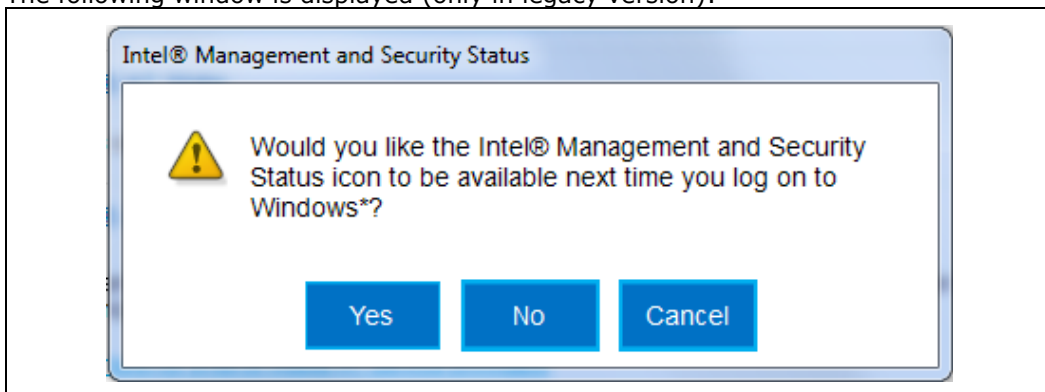 The following window is displayed (only in legacy version):
Intel® Management and Security Status
Would you like the Intel® Management and Security
Status icon to be available next time you log on to
Windows*?
Yes No Cancel